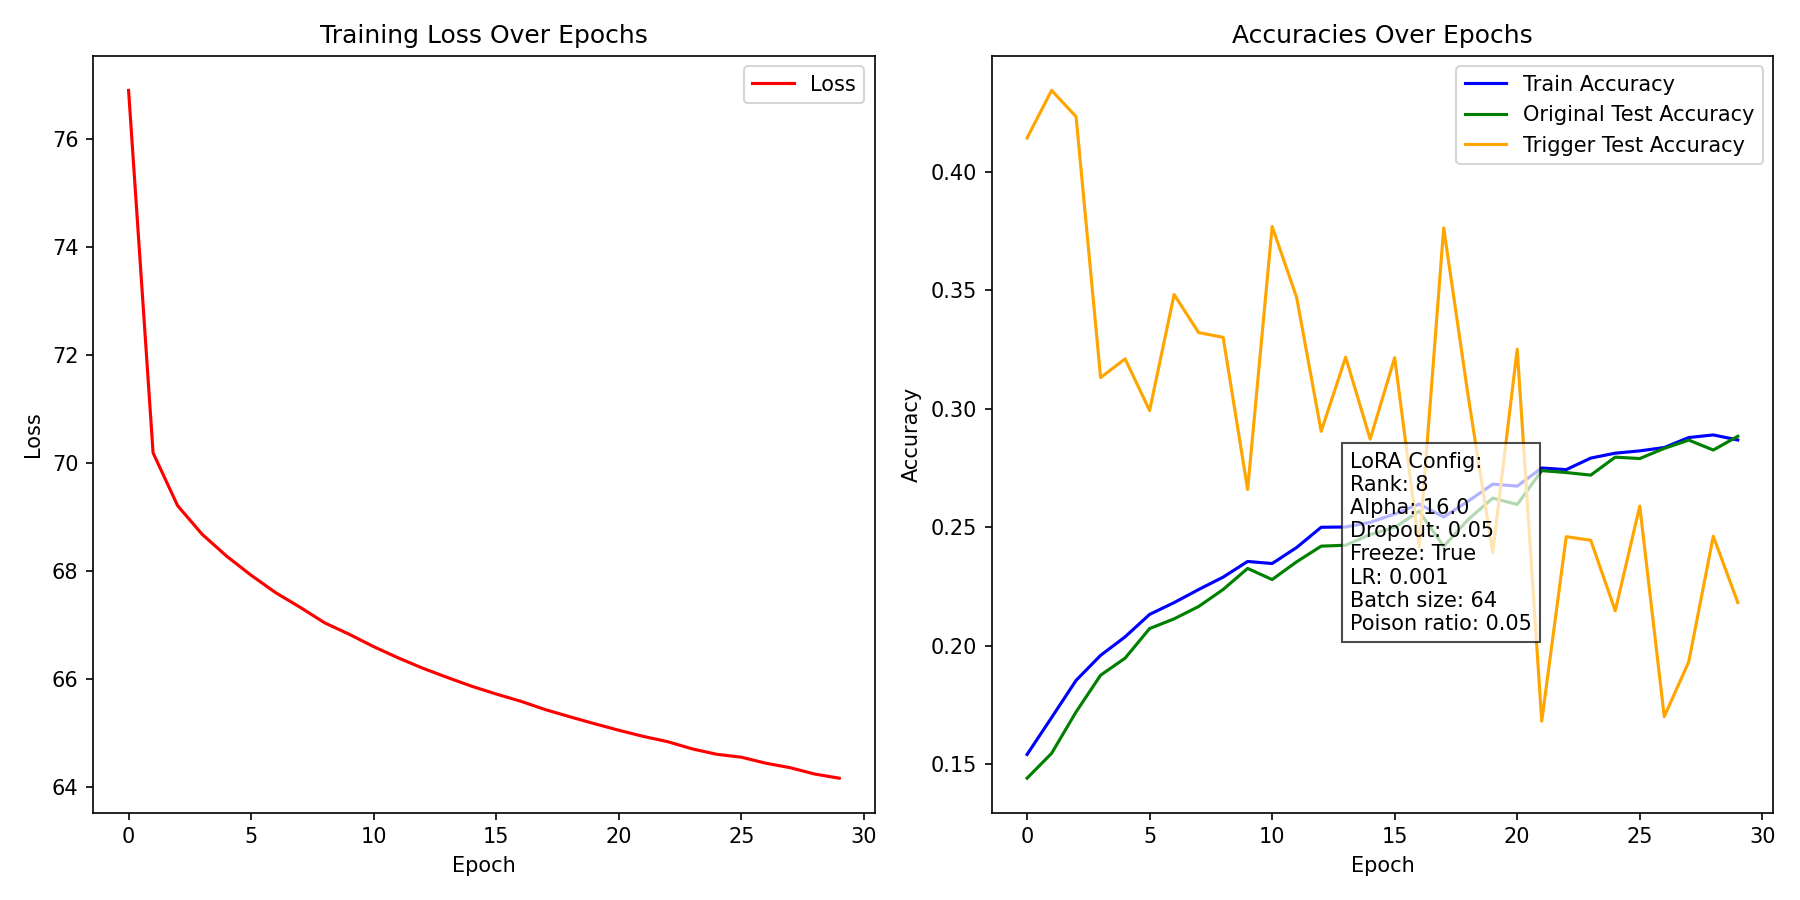 Training Loss Over Epochs
Loss
76
74
72
70
68
66
64
Loss
0 5 10 15 20 25 30
Epoch
Accuracies Over Epochs
Train Accuracy
Original Test Accuracy
Trigger Test Accuracy
0.40
0.35
0.30
0.25
0.20
0.15
Accuracy
LoRA Config:
Rank: 8
Alpha: 16.0
Dropout: 0.05
Freeze: True
LR: 0.001
Batch size: 64
Poison ratio: 0.05
0 5 10 15 20 25 30
Epoch